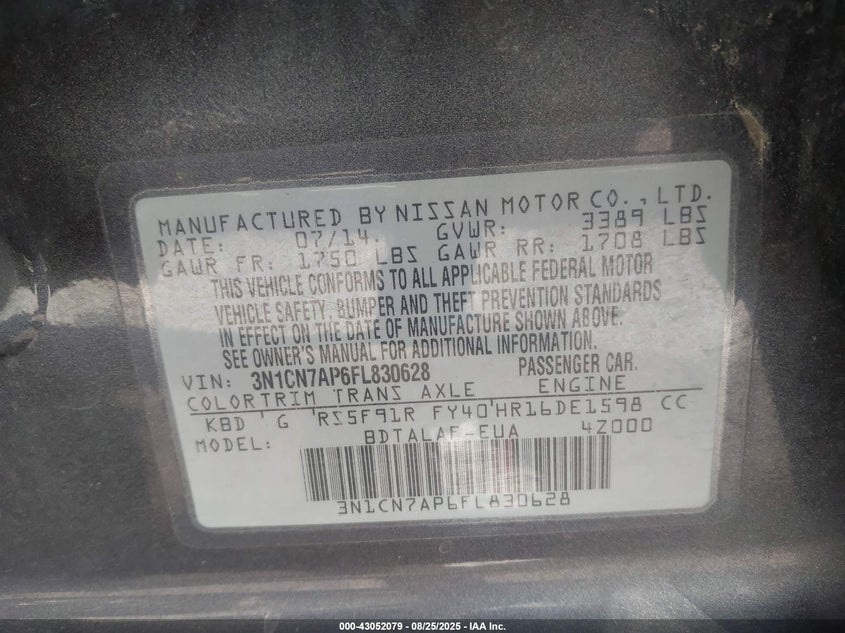 MANUFACTURED BY NISSAN MOTOR CO., LTD.
DATE: 07/14. GVWR: 3389 LBS
GAWR FR: 1750 LBS GAWR RR: 1708 LBS
THIS VEHICLE CONFORMS TO ALL APPLICABLE FEDERAL MOTOR
VEHICLE SAFETY, BUMPER AND THEFT PREVENTION STANDARDS
IN EFFECT ON THE DATE OF MANUFACTURE SHOWN ABOVE.
SEE OWNER'S MANUAL FOR ADDITIONAL INFORMATION.
VIN: 3N1CN7AP6FL830628 PASSENGER CAR.
COLOR TRIM TRANS AXLE ENGINE
KBD 'G 'RS5F91R FY40'HR16DE1598 CC
MODEL: BDTALAF-EUA 4Z000
3N1CN7AP6FL830628
000-43052079 - 08/25/2025 - IAA Inc.